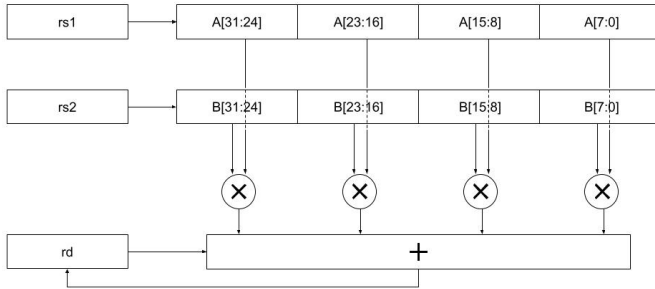 rs1 A[31:24] A[23:16] A[15:8] A[7:0]
rs2 B[31:24] B[23:16] B[15:8] B[7:0]
× × × ×
rd +